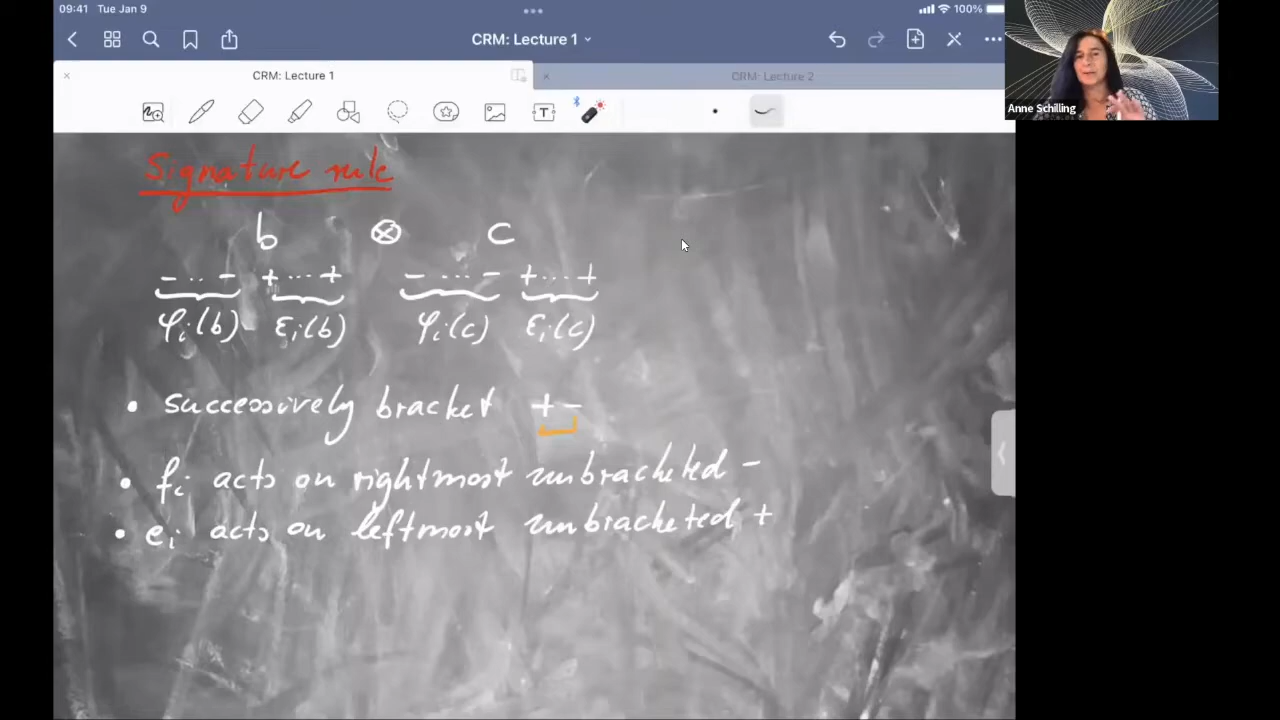 09:41 Tue Jan 9
100%
CRM: Lecture 1
CRM: Lecture 1
CRM: Lecture 2
T
Anne Schilling
Signature rule
b ⊗ c
- ... - + ... + - ... - + ... +
φi(b) εi(b) φi(c) εi(c)
• successively bracket + -
• fi acts on rightmost unbracketed -
• ei acts on leftmost unbracketed +